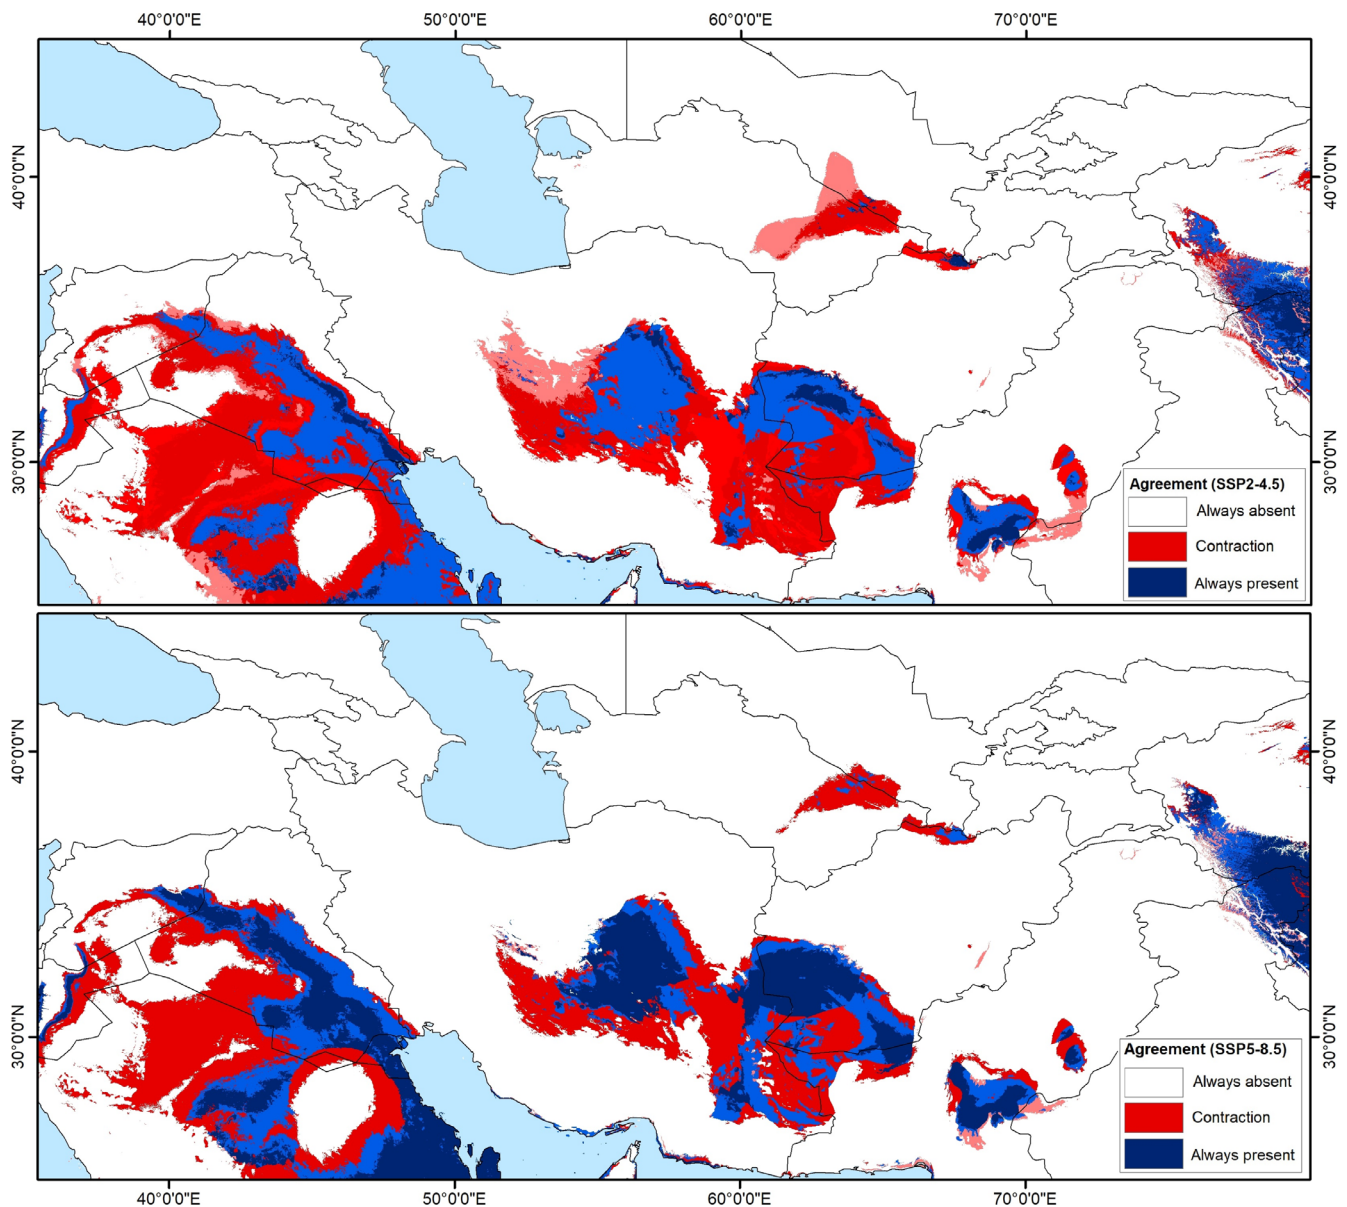 40°0'0"E 50°0'0"E 60°0'0"E 70°0'0"E
40°0'0"N 40°0'0"N
30°0'0"N 30°0'0"N
Agreement (SSP2-4.5)
Always absent
Contraction
Always present
40°0'0"N 40°0'0"N
30°0'0"N 30°0'0"N
Agreement (SSP5-8.5)
Always absent
Contraction
Always present
40°0'0"E 50°0'0"E 60°0'0"E 70°0'0"E